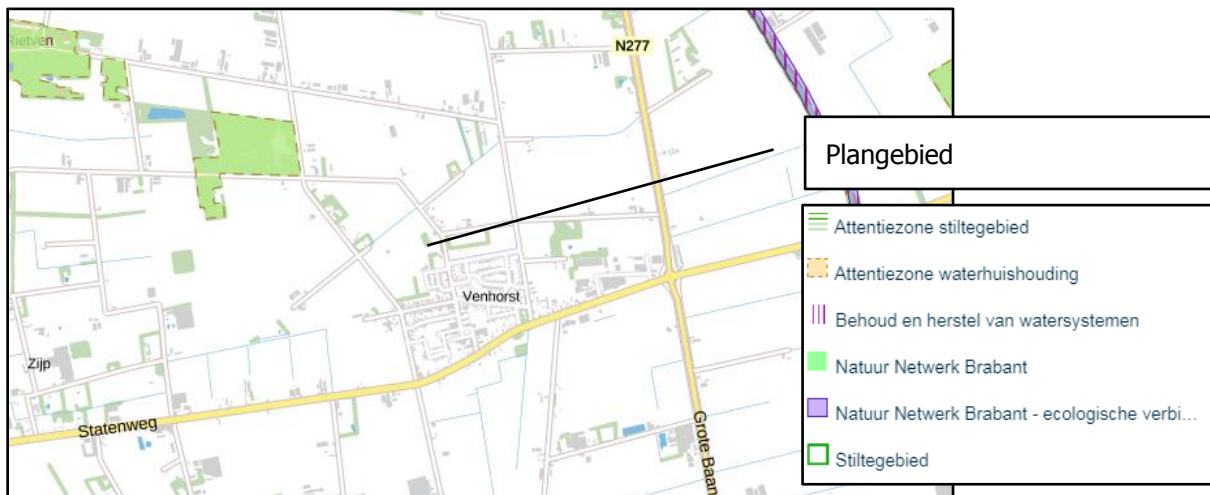 Rietven
N277
Plangebied
Venhorst
Zijp
Statenweg
Grote Baan
Attentiezone stiltegebied
Attentiezone waterhuishouding
Behoud en herstel van watersystemen
Natuur Netwerk Brabant
Natuur Netwerk Brabant - ecologische verbi...
Stiltegebied